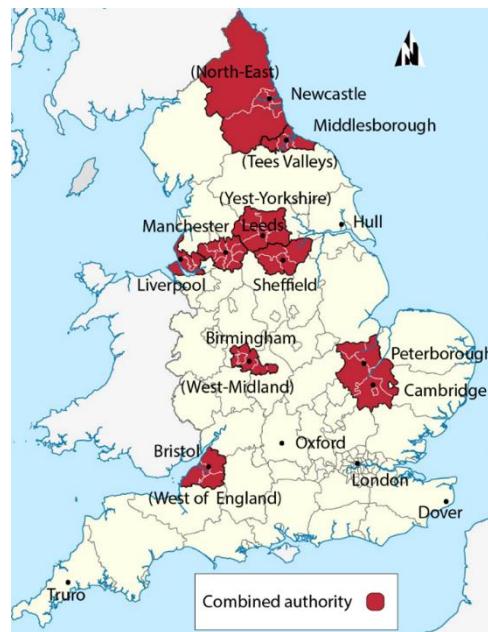 N
(North-East)
Newcastle
Middlesborough
(Tees Valleys)
(Yest-Yorkshire)
Manchester
Leeds
Hull
Liverpool
Sheffield
Birmingham
Peterborough
(West-Midland)
Cambridge
Bristol
Oxford
London
(West of England)
Dover
Truro
Combined authority